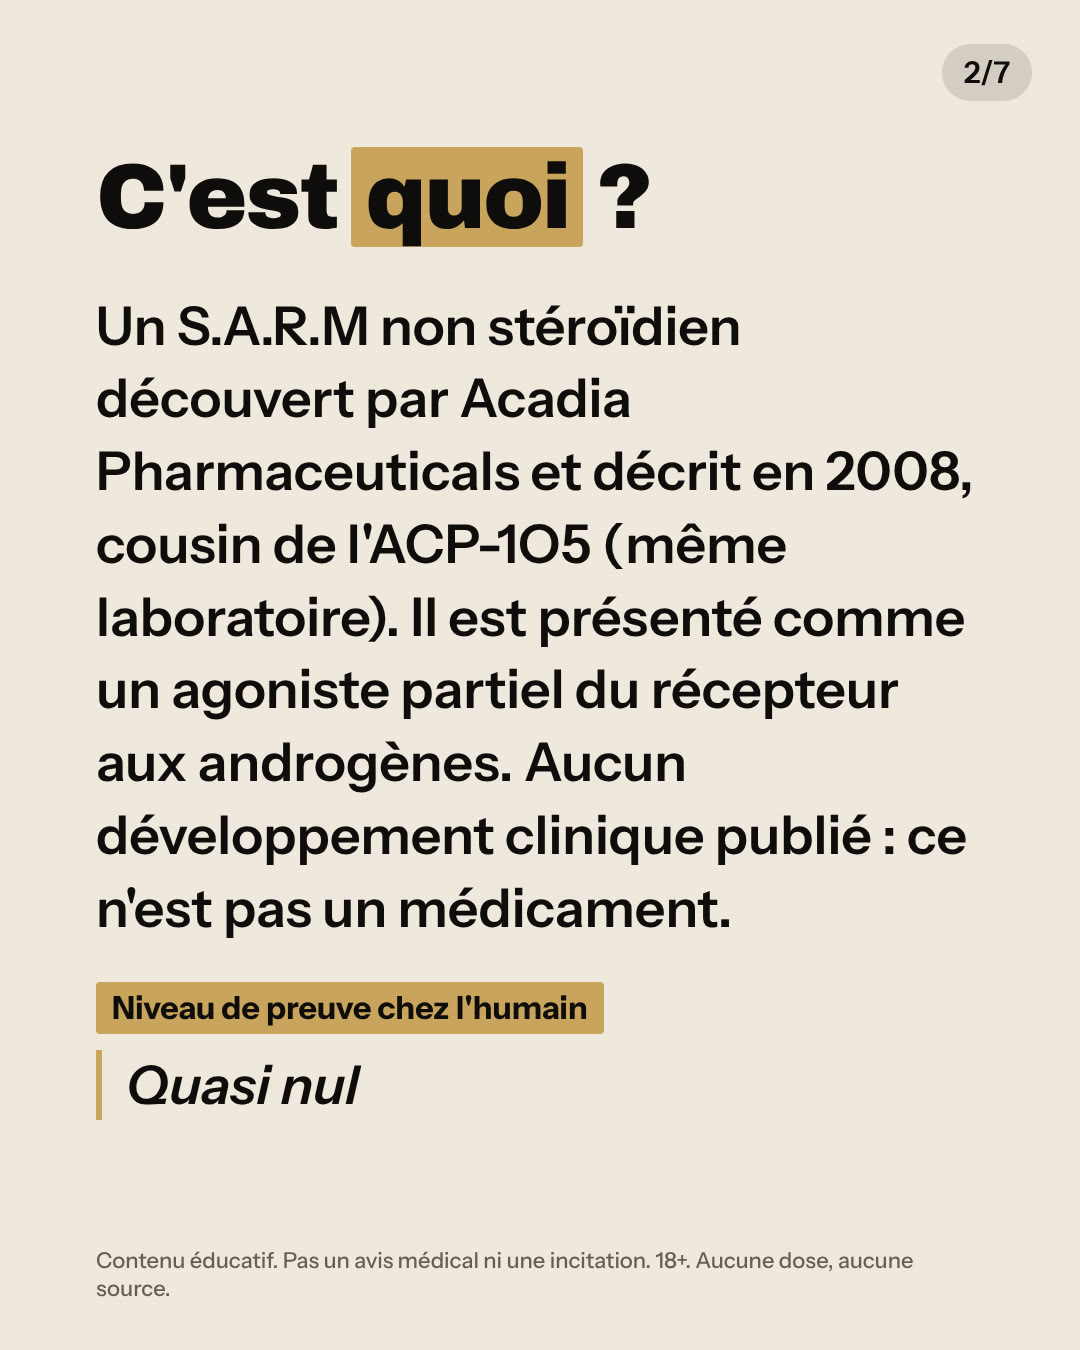 2/7
C'est quoi ?
Un S.A.R.M non stéroïdien
découvert par Acadia
Pharmaceuticals et décrit en 2008,
cousin de l'ACP-105 (même
laboratoire). Il est présenté comme
un agoniste partiel du récepteur
aux androgènes. Aucun
développement clinique publié : ce
n'est pas un médicament.
Niveau de preuve chez l'humain
Quasi nul
Contenu éducatif. Pas un avis médical ni une incitation. 18+. Aucune dose, aucune
source.